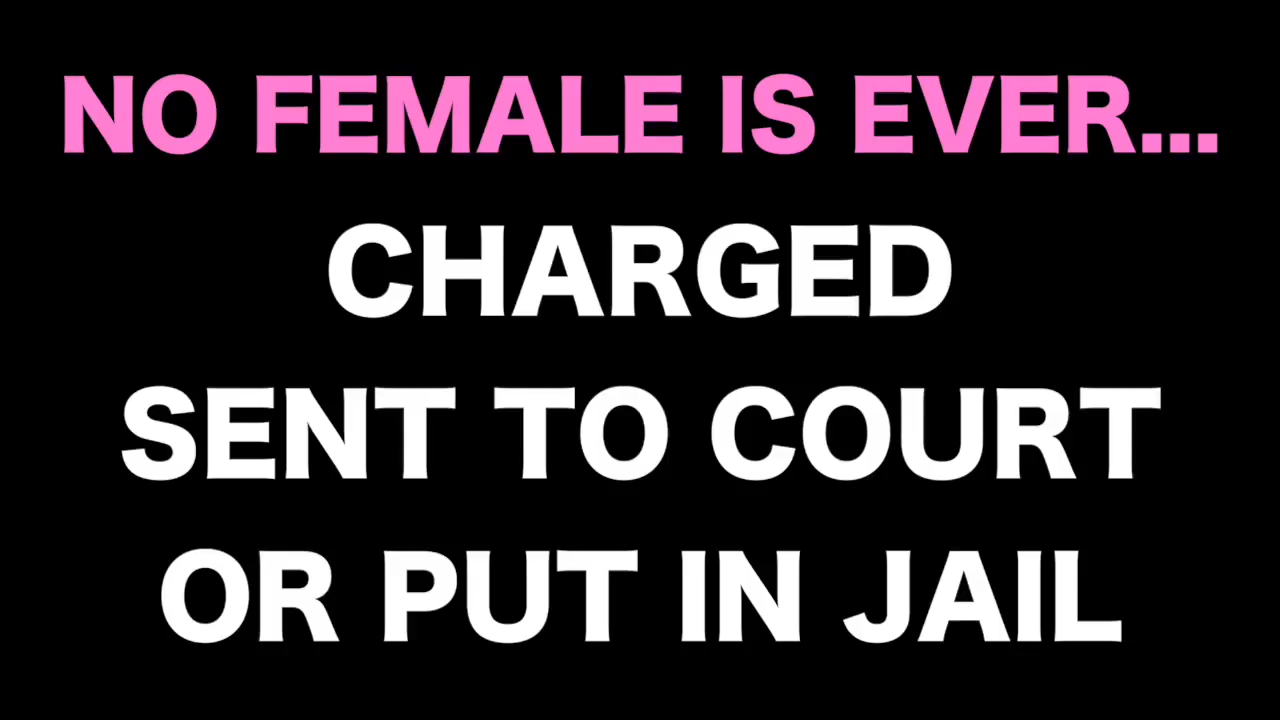 NO FEMALE IS EVER...
CHARGED
SENT TO COURT
OR PUT IN JAIL